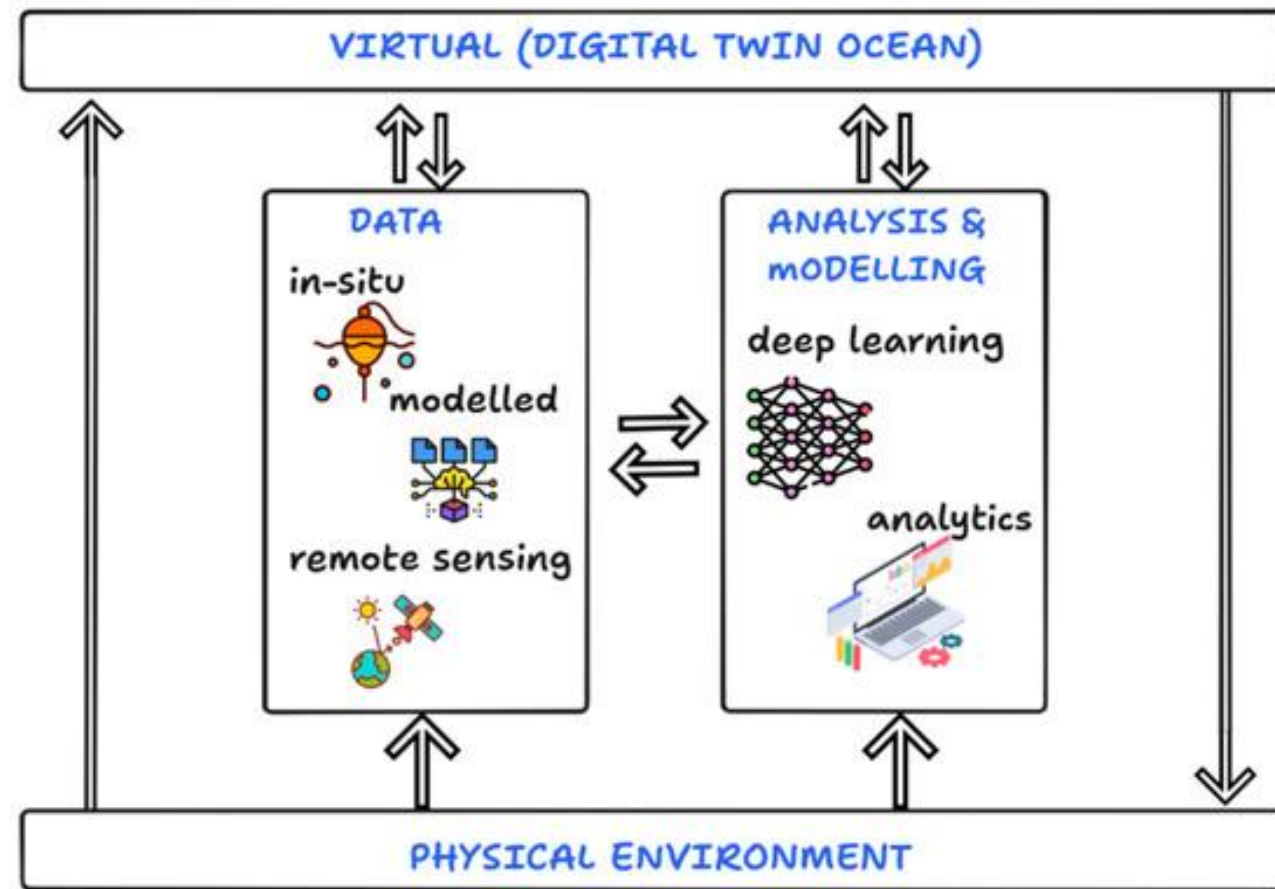 VIRTUAL (DIGITAL TWIN OCEAN)
DATA
in-situ
modelled
remote sensing
ANALYSIS &
mODELLING
deep learning
analytics
PHYSICAL ENVIRONMENT